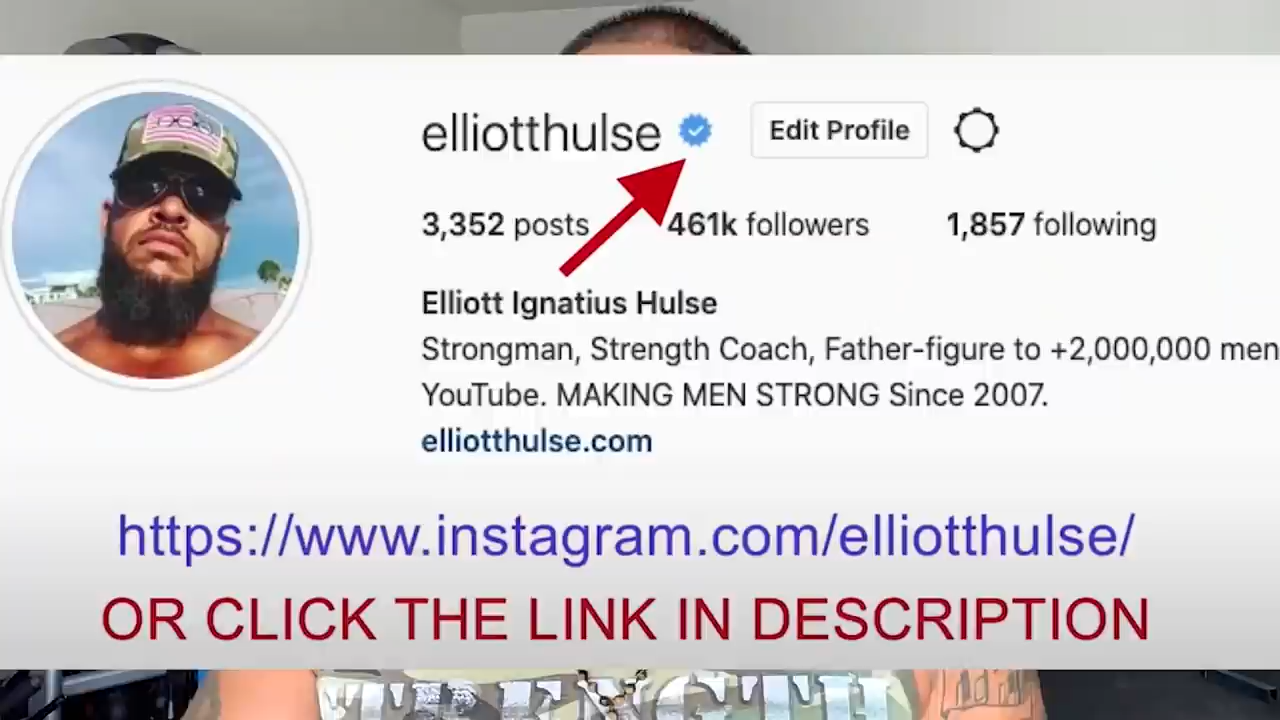 elliotthulse Edit Profile
3,352 posts 461k followers 1,857 following
Elliott Ignatius Hulse
Strongman, Strength Coach, Father-figure to +2,000,000 men
YouTube. MAKING MEN STRONG Since 2007.
elliotthulse.com
https://www.instagram.com/elliotthulse/
OR CLICK THE LINK IN DESCRIPTION